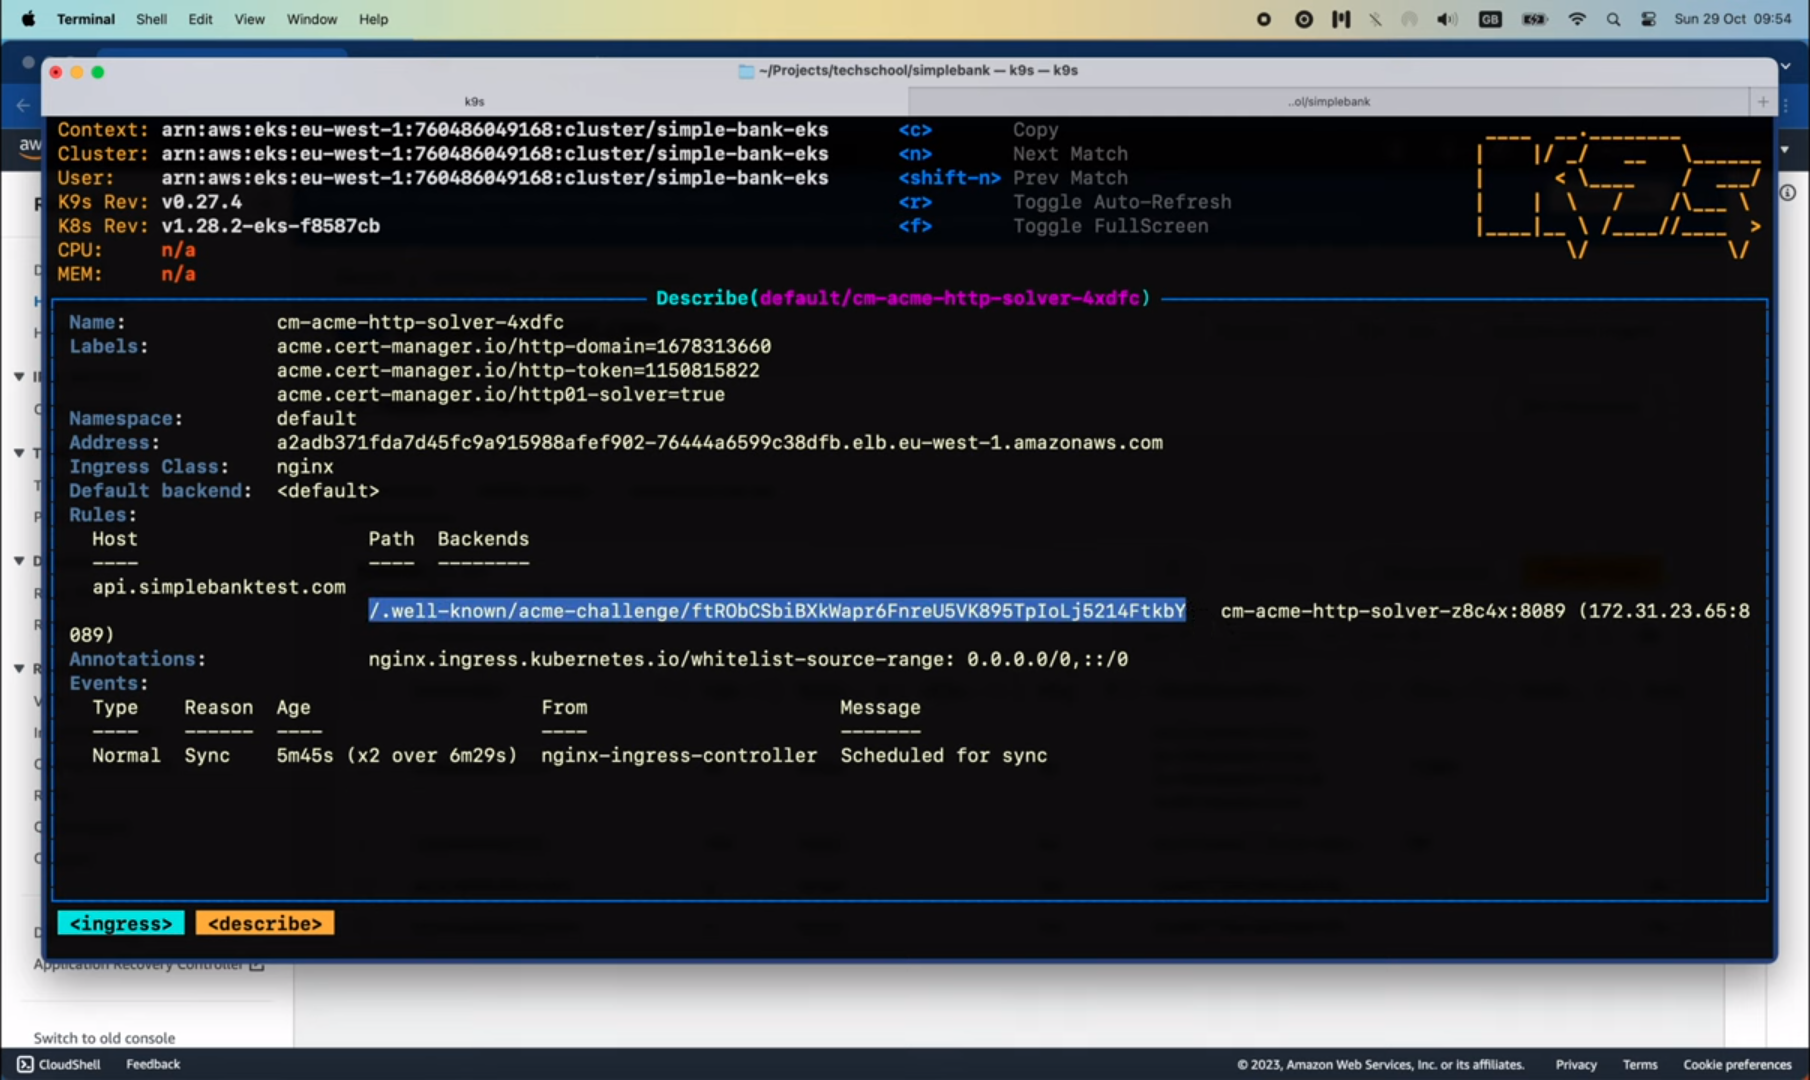 Terminal Shell Edit View Window Help GB Sun 29 Oct 09:54
~/Projects/techschool/simplebank — k9s — k9s
k9s ..ol/simplebank
Context: arn:aws:eks:eu-west-1:760486049168:cluster/simple-bank-eks <c> Copy
Cluster: arn:aws:eks:eu-west-1:760486049168:cluster/simple-bank-eks <n> Next Match
User: arn:aws:eks:eu-west-1:760486049168:cluster/simple-bank-eks <shift-n> Prev Match
K9s Rev: v0.27.4 <r> Toggle Auto-Refresh
K8s Rev: v1.28.2-eks-f8587cb <f> Toggle FullScreen
CPU: n/a
MEM: n/a
Describe(default/cm-acme-http-solver-4xdfc)
Name: cm-acme-http-solver-4xdfc
Labels: acme.cert-manager.io/http-domain=1678313660
acme.cert-manager.io/http-token=1150815822
acme.cert-manager.io/http01-solver=true
Namespace: default
Address: a2adb371fda7d45fc9a915988afef902-76444a6599c38dfb.elb.eu-west-1.amazonaws.com
Ingress Class: nginx
Default backend: <default>
Rules:
Host Path Backends
---- ---- --------
api.simplebanktest.com
/.well-known/acme-challenge/ftRObCSbiBXkWapr6FnreU5VK895TpIoLj5214FtkbY cm-acme-http-solver-z8c4x:8089 (172.31.23.65:8
089)
Annotations: nginx.ingress.kubernetes.io/whitelist-source-range: 0.0.0.0/0,::/0
Events:
Type Reason Age From Message
---- ------ ---- ---- -------
Normal Sync 5m45s (x2 over 6m29s) nginx-ingress-controller Scheduled for sync
<ingress> <describe>
Application Recovery Controller
Switch to old console
CloudShell Feedback © 2023, Amazon Web Services, Inc. or its affiliates. Privacy Terms Cookie preferences